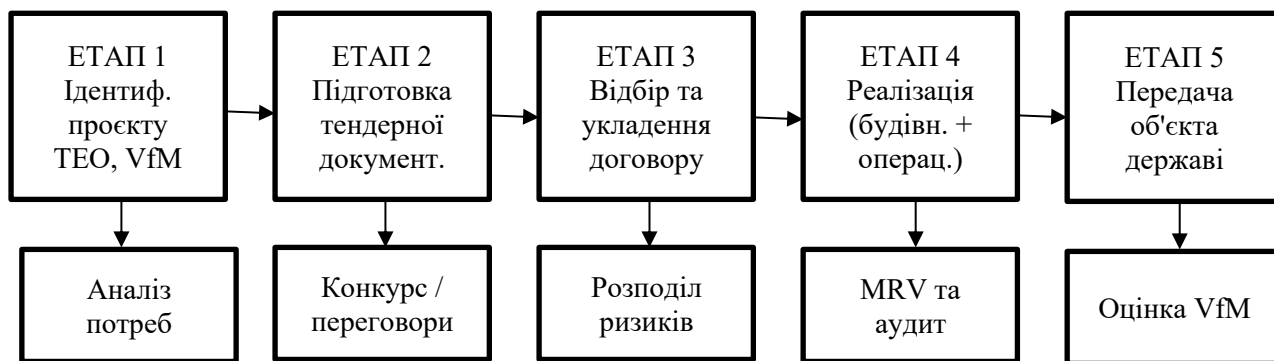 ЕТАП 1
Ідентиф.
проєкту
ТЕО, VfM
ЕТАП 2
Підготовка
тендерної
документ.
ЕТАП 3
Відбір та
укладення
договору
ЕТАП 4
Реалізація
(будівн. +
операц.)
ЕТАП 5
Передача
об'єкта
державі
Аналіз
потреб
Конкурс /
переговори
Розподіл
ризиків
MRV та
аудит
Оцінка VfM